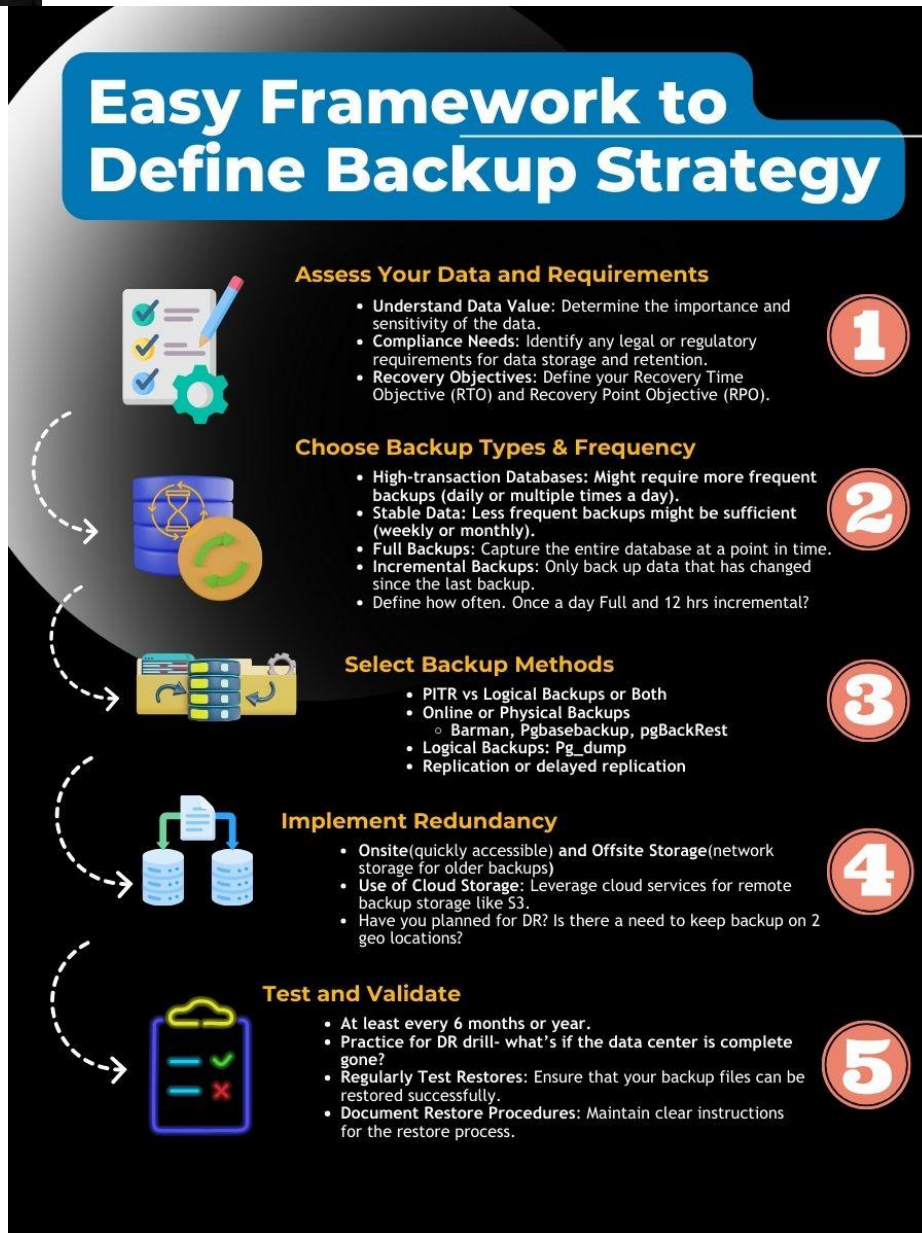 Easy Framework to
Define Backup Strategy
Assess Your Data and Requirements
• Understand Data Value: Determine the importance and
sensitivity of the data.
• Compliance Needs: Identify any legal or regulatory
requirements for data storage and retention.
• Recovery Objectives: Define your Recovery Time
Objective (RTO) and Recovery Point Objective (RPO).
1
Choose Backup Types & Frequency
• High-transaction Databases: Might require more frequent
backups (daily or multiple times a day).
• Stable Data: Less frequent backups might be sufficient
(weekly or monthly).
• Full Backups: Capture the entire database at a point in time.
• Incremental Backups: Only back up data that has changed
since the last backup.
• Define how often. Once a day Full and 12 hrs incremental?
2
Select Backup Methods
• PITR vs Logical Backups or Both
• Online or Physical Backups
○ Barman, Pgbasebackup, pgBackRest
• Logical Backups: Pg_dump
• Replication or delayed replication
3
Implement Redundancy
• Onsite(quickly accessible) and Offsite Storage(network
storage for older backups)
• Use of Cloud Storage: Leverage cloud services for remote
backup storage like S3.
• Have you planned for DR? Is there a need to keep backup on 2
geo locations?
4
Test and Validate
• At least every 6 months or year.
• Practice for DR drill- what's if the data center is complete
gone?
• Regularly Test Restores: Ensure that your backup files can be
restored successfully.
• Document Restore Procedures: Maintain clear instructions
for the restore process.
5